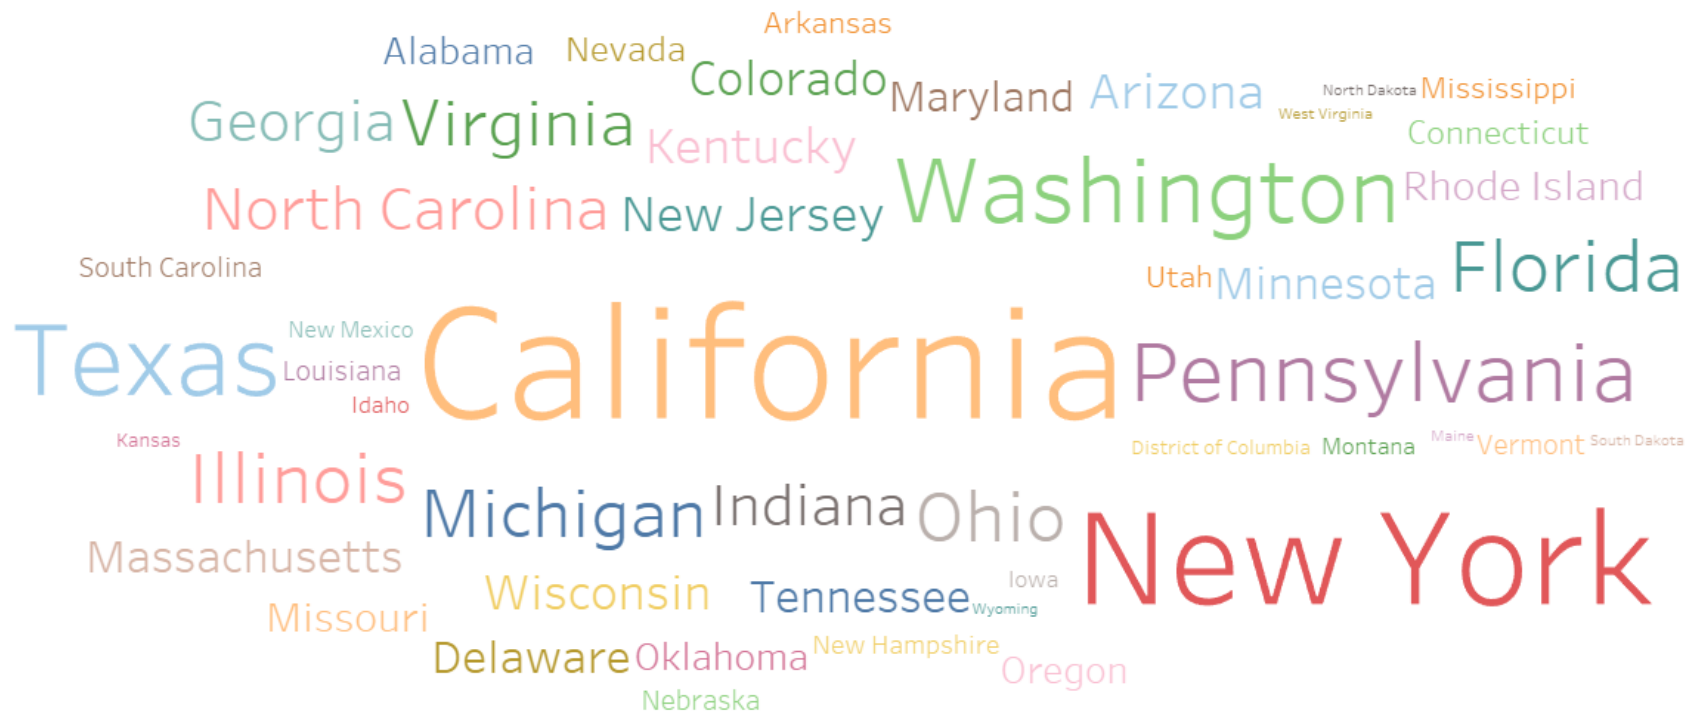 Arkansas
Alabama
Nevada
Colorado
Maryland
Arizona
North Dakota
Mississippi
West Virginia
Georgia
Virginia
Kentucky
Connecticut
Washington
Rhode Island
North Carolina
New Jersey
South Carolina
Utah
Minnesota
Florida
Texas
New Mexico
Louisiana
Idaho
California
Pennsylvania
Kansas
District of Columbia
Montana
Maine
Vermont
South Dakota
Illinois
Michigan
Indiana
Ohio
New York
Massachusetts
Wisconsin
Tennessee
Iowa
Wyoming
Missouri
Delaware
Oklahoma
New Hampshire
Oregon
Nebraska